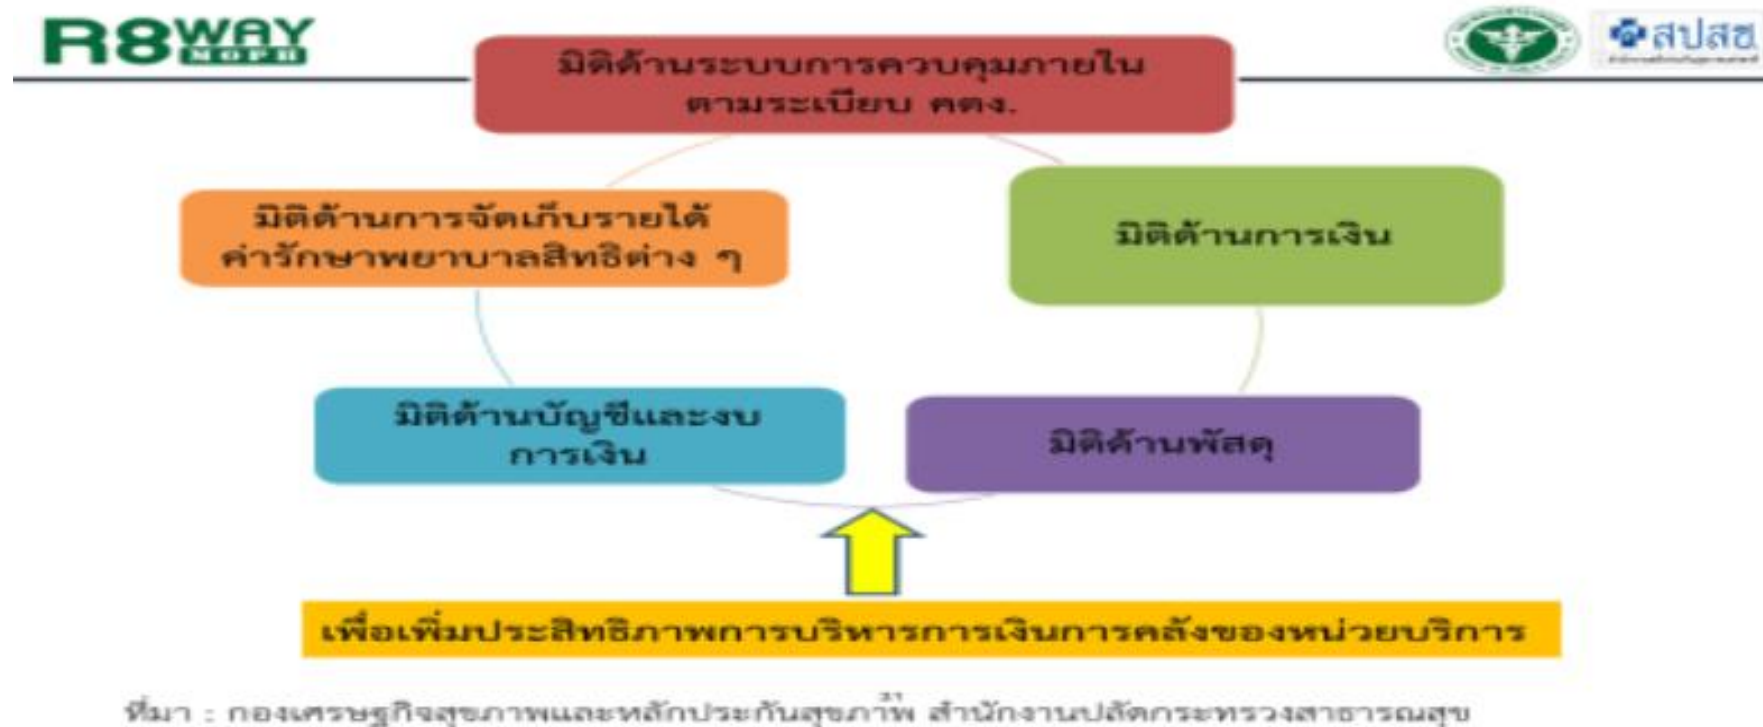 R8WAY
MOPH
สปสช
มิติด้านระบบการควบคุมภายใน
ตามระเบียบ คตง.
มิติด้านการจัดเก็บรายได้
ค่ารักษาพยาบาลสิทธิต่าง ๆ
มิติด้านการเงิน
มิติด้านบัญชีและงบ
การเงิน
มิติด้านพัสดุ
เพื่อเพิ่มประสิทธิภาพการบริหารการเงินการคลังของหน่วยบริการ
31
ที่มา : กองเศรษฐกิจสุขภาพและหลักประกันสุขภาพ สำนักงานปลัดกระทรวงสาธารณสุข